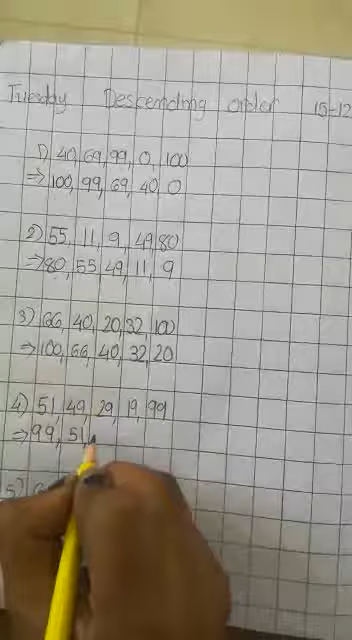 Tuesday Descending order 15-12
1) 40, 69, 99, 0, 100
⇒ 100, 99, 69, 40, 0
2) 55, 11, 9, 49, 80
⇒ 80, 55, 49, 11, 9
3) 66, 40, 20, 32, 100
⇒ 100, 66, 40, 32, 20
4) 51, 49, 29, 19, 99
⇒ 99, 51,
5)